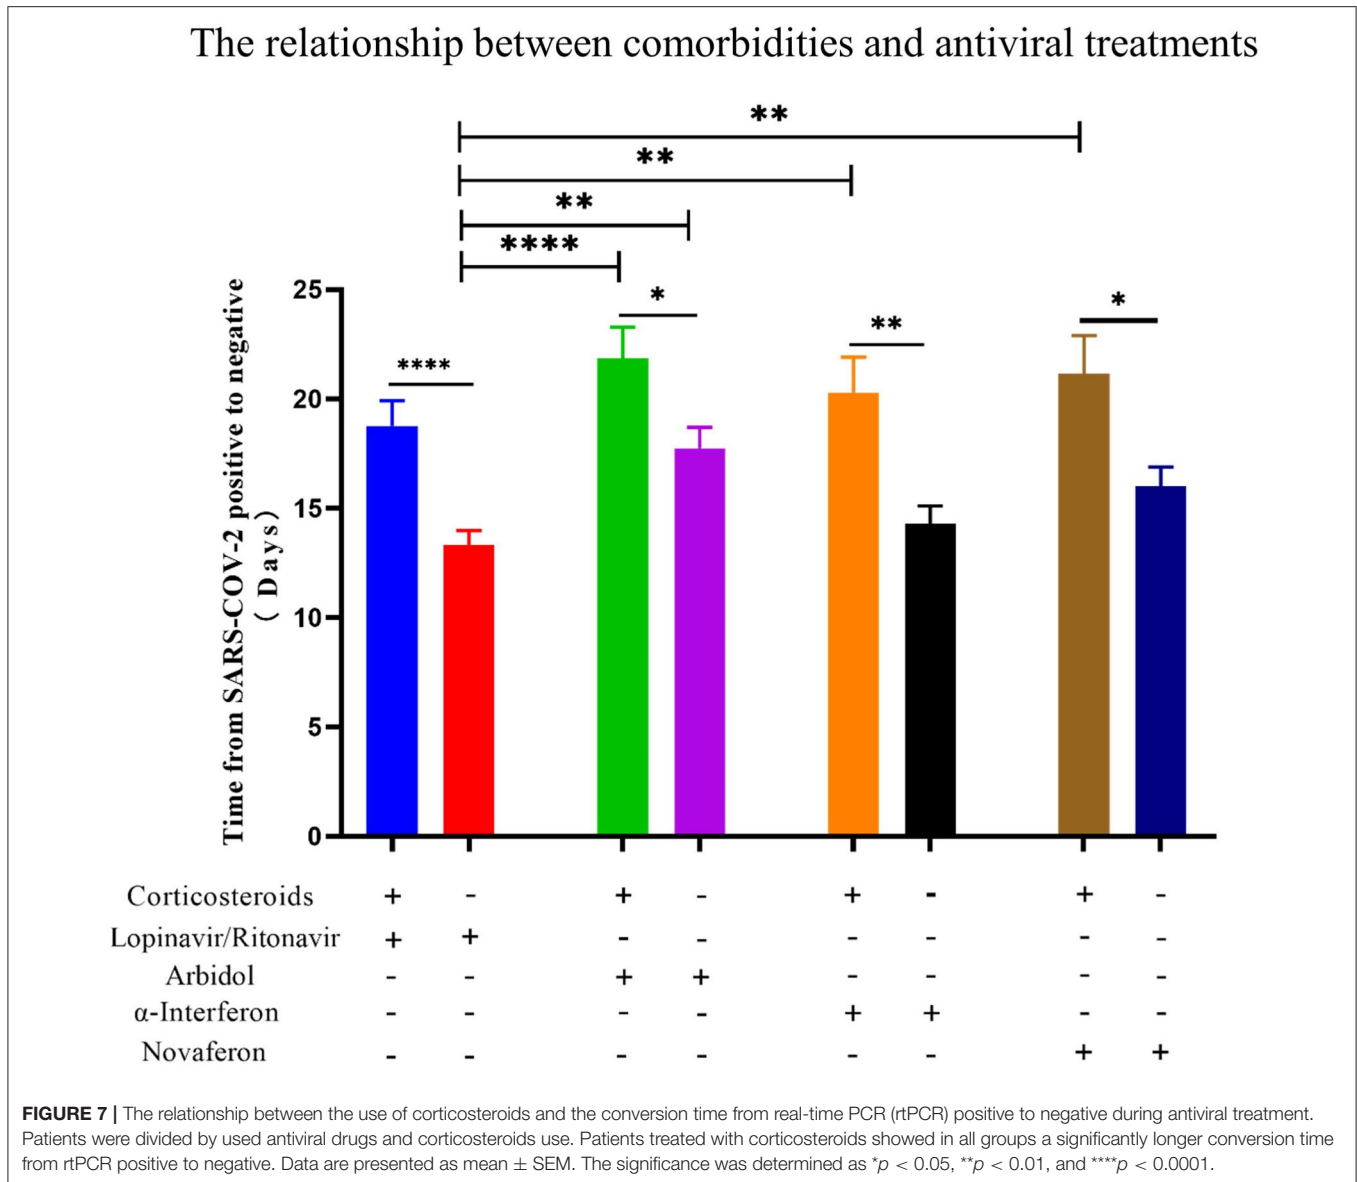 The relationship between comorbidities and antiviral treatments
**
**
**
****
*
*
**
****
Time from SARS-COV-2 positive to negative
( Days)
25
20
15
10
5
0
Corticosteroids + - + - + - + -
Lopinavir/Ritonavir + + - - - - - -
Arbidol - - + + - - - -
α-Interferon - - - - + + - -
Novaferon - - - - - - + +
FIGURE 7 | The relationship between the use of corticosteroids and the conversion time from real-time PCR (rtPCR) positive to negative during antiviral treatment.
Patients were divided by used antiviral drugs and corticosteroids use. Patients treated with corticosteroids showed in all groups a significantly longer conversion time
from rtPCR positive to negative. Data are presented as mean ± SEM. The significance was determined as *p < 0.05, **p < 0.01, and ****p < 0.0001.